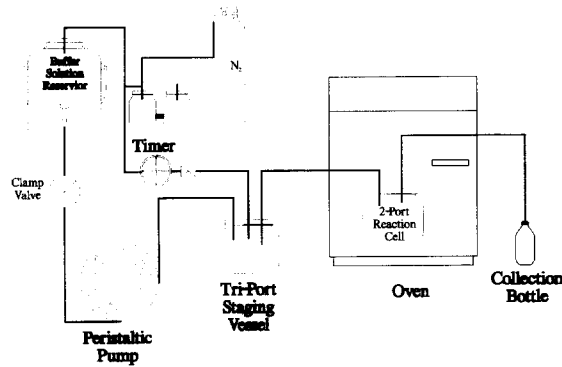 Buffer
Solution
Reservior
N₂
Timer
Clamp
Valve
2-Port
Reaction
Cell
Tri-Port
Staging
Vessel
Oven
Collection
Bottle
Peristaltic
Pump